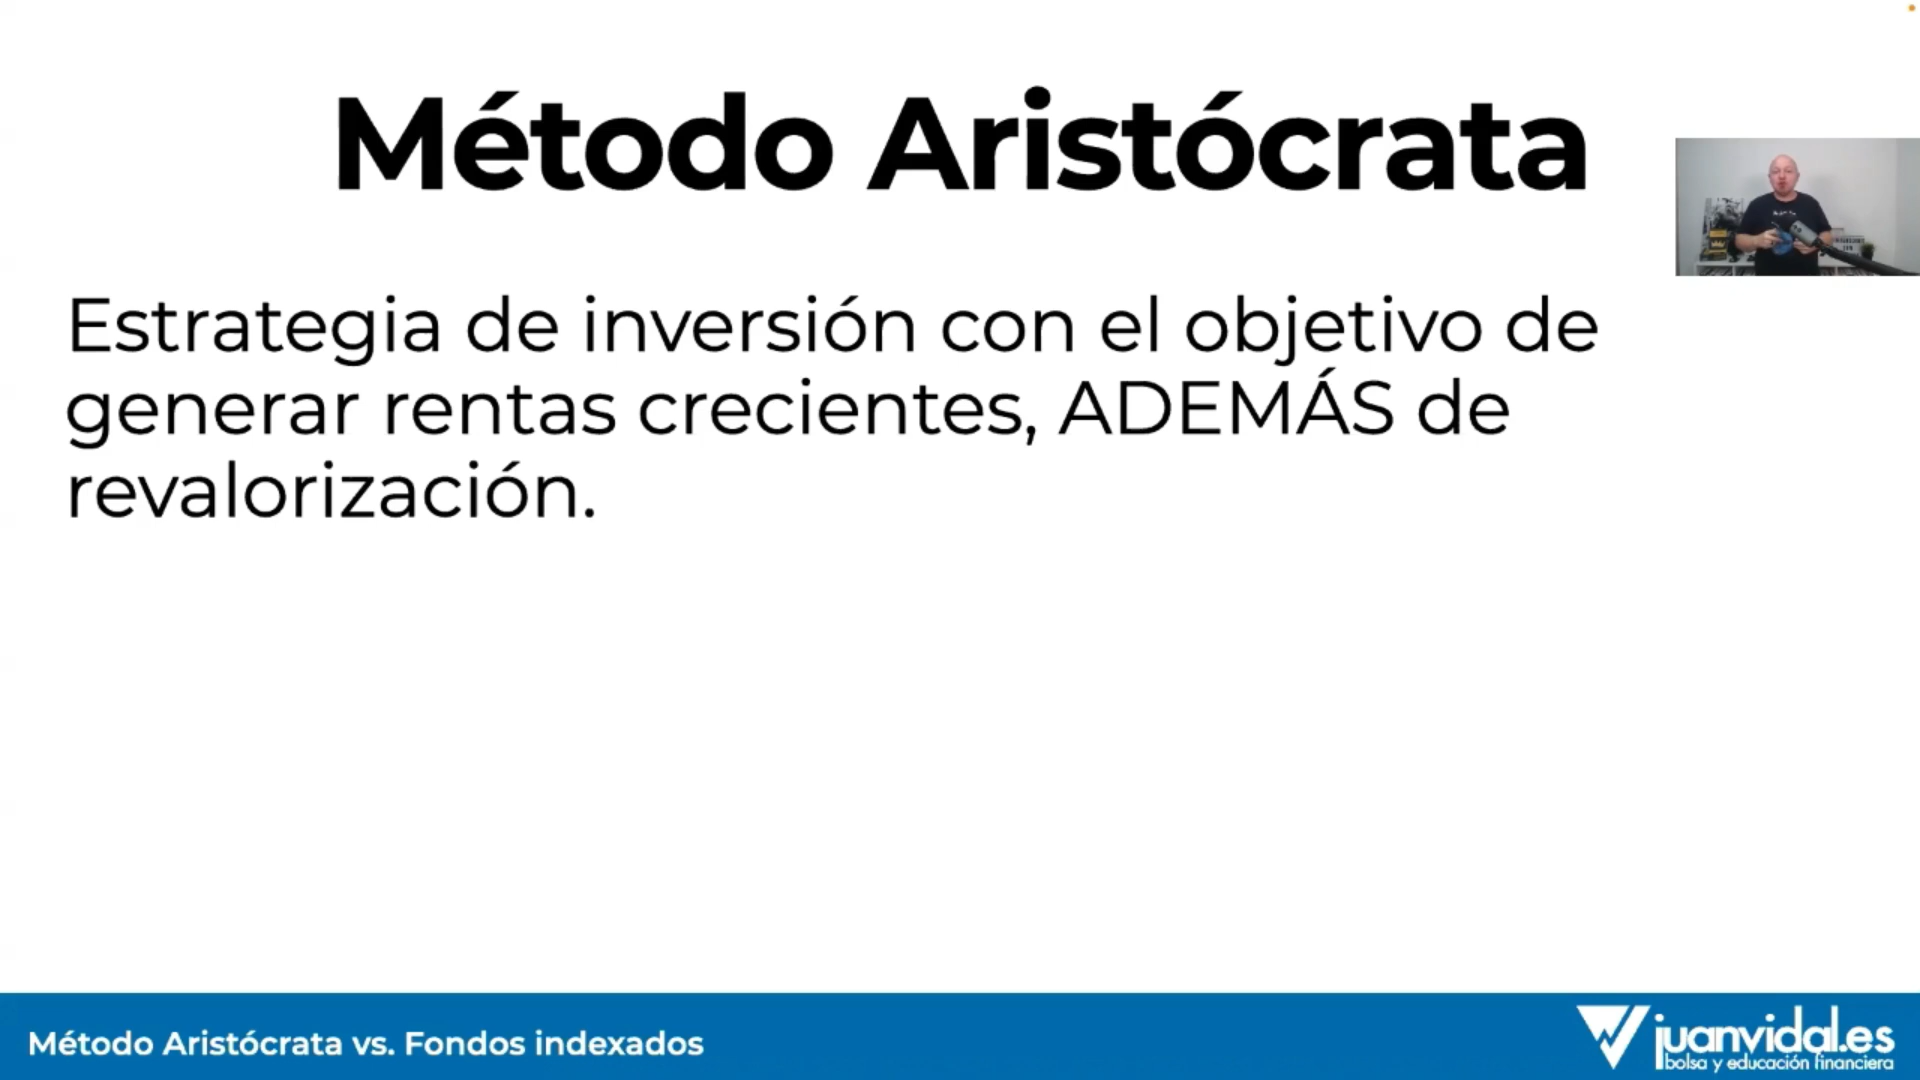 Método Aristócrata
Estrategia de inversión con el objetivo de
generar rentas crecientes, ADEMÁS de
revalorización.
Método Aristócrata vs. Fondos indexados
juanvidal.es
bolsa y educación financiera